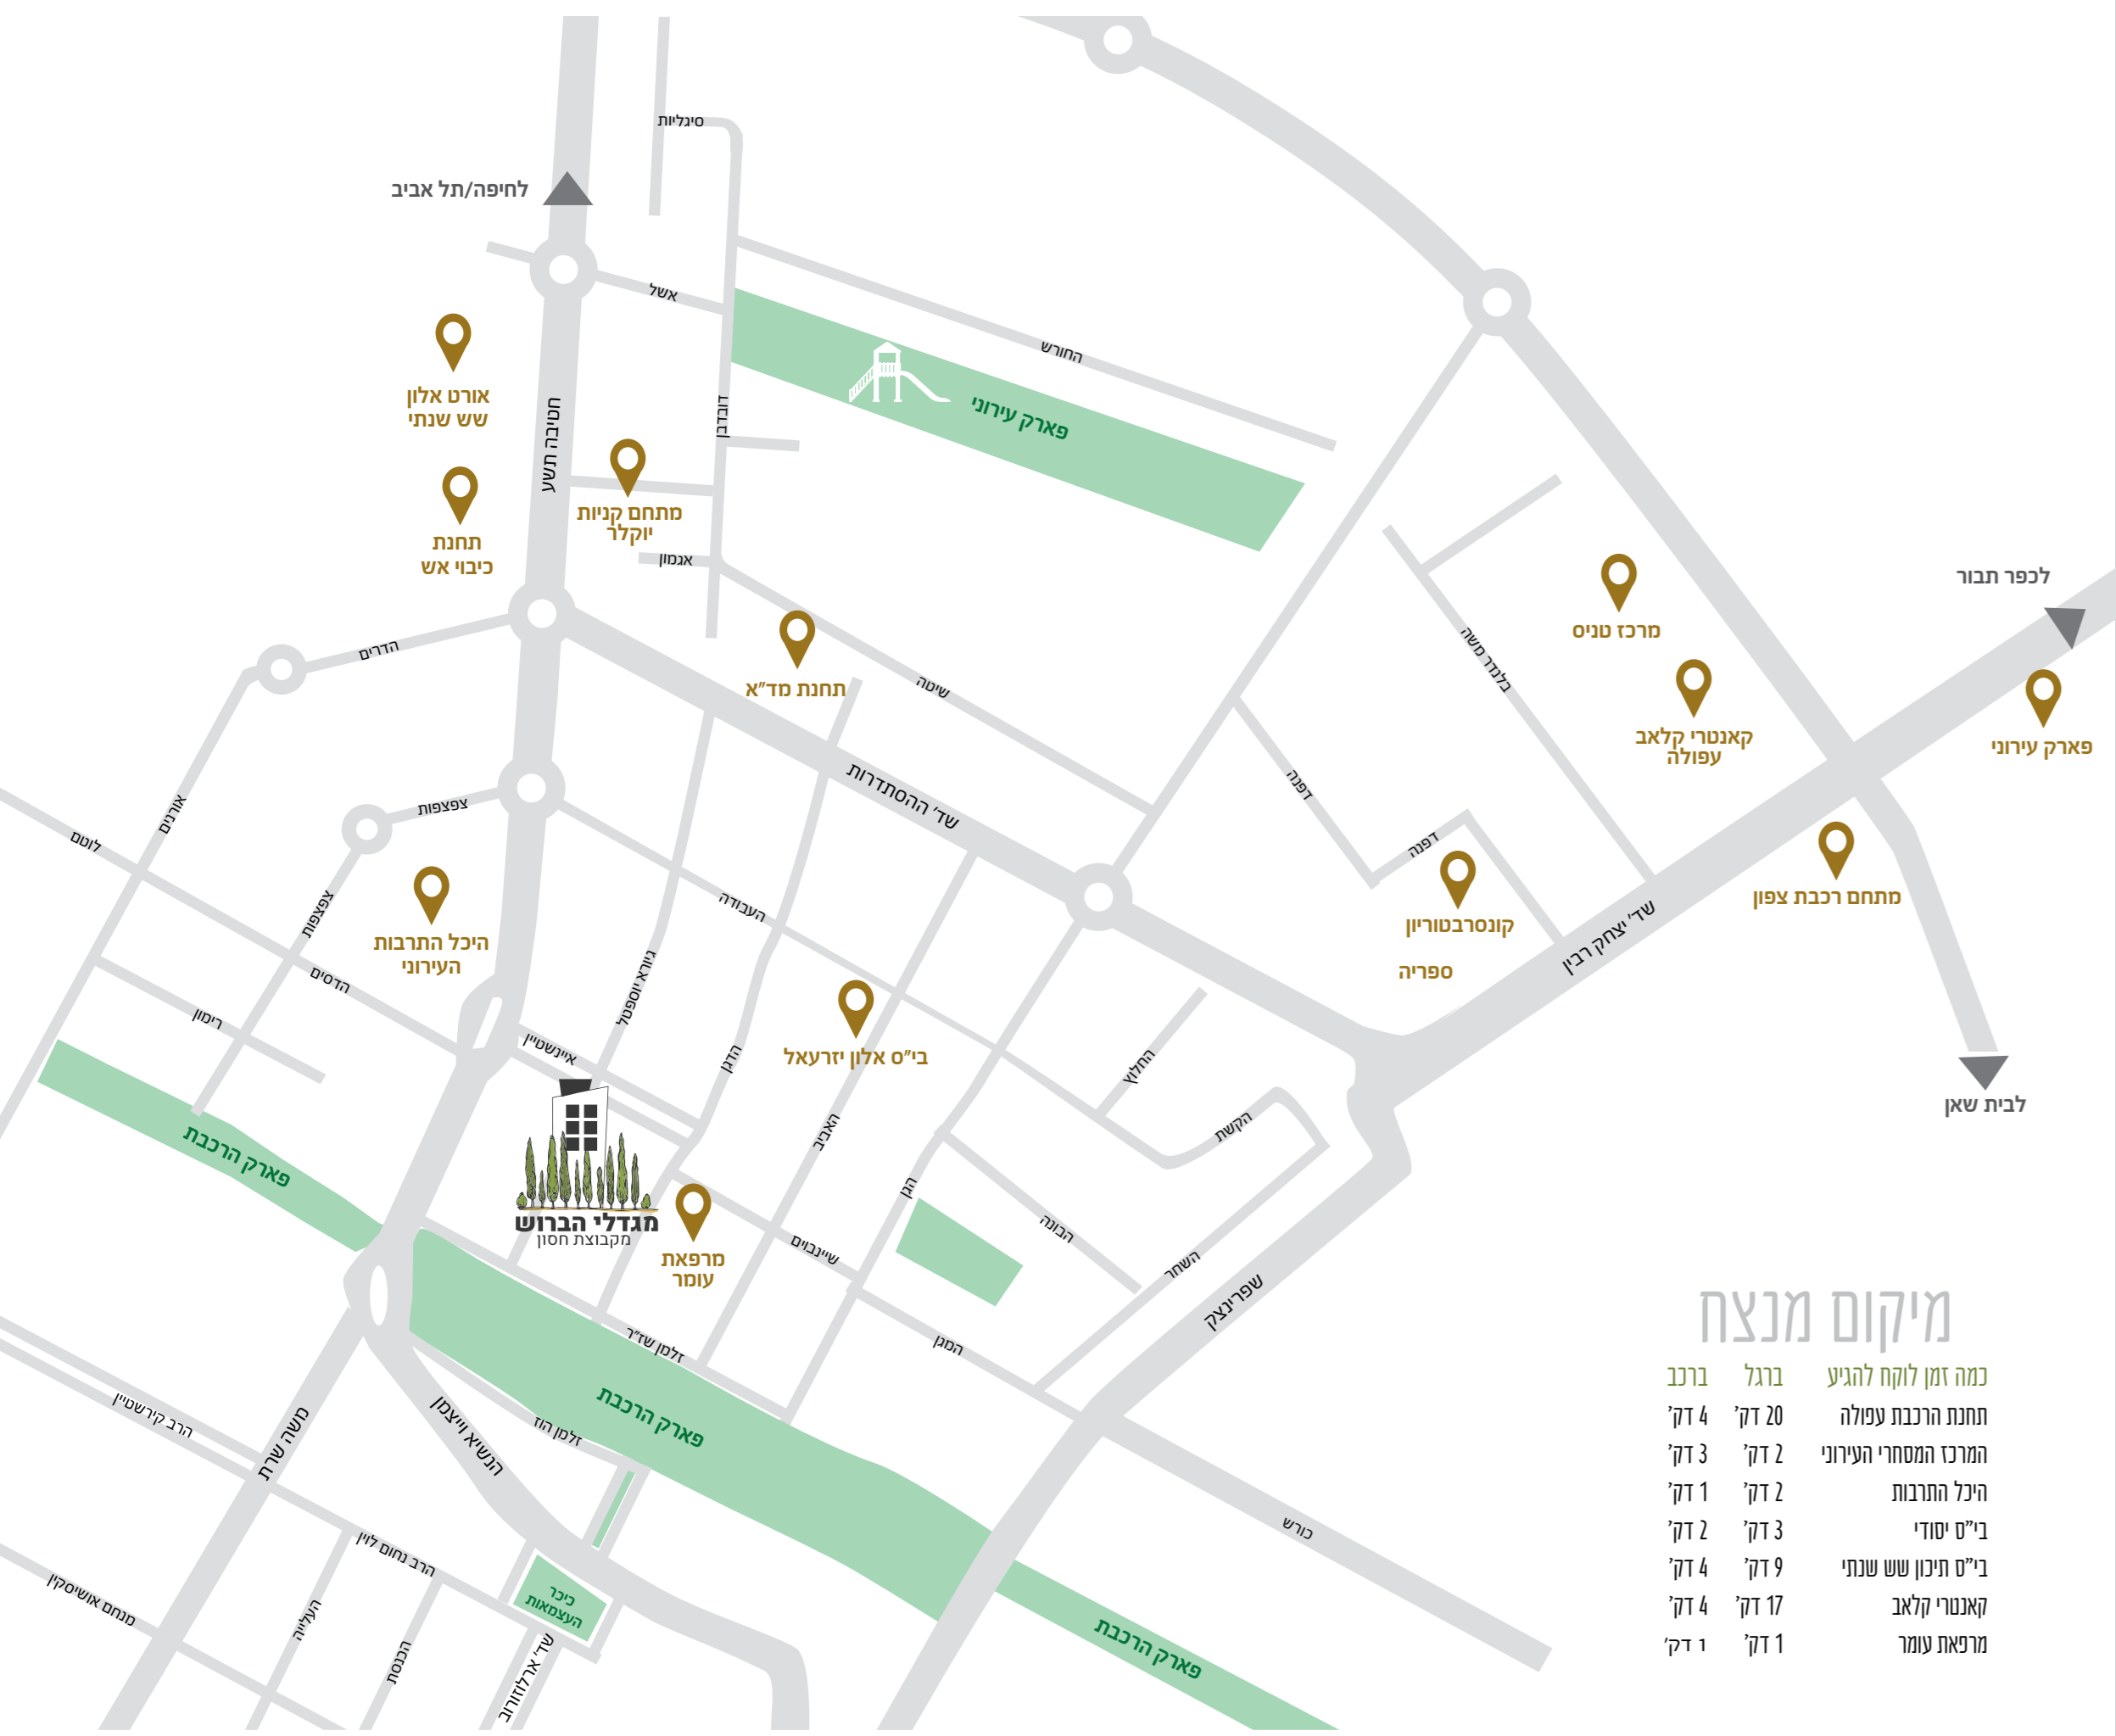 סיגליות
לחיפה/תל אביב
אשל
החורש
אורט אלון
שש שנתי
חטיבה תשע
דובדבן
פארק עירוני
מתחם קניות
יוקלר
תחנת
כיבוי אש
אגמון
לכפר תבור
מרכז טניס
בלנדר משה
הדרים
תחנת מד"א
שיטה
קאנטרי קלאב
עפולה
פארק עירוני
דפנה
שד' ההסתדרות
אורנים
צפצפות
לוטם
דפנה
מתחם רכבת צפון
צפצפות
העבודה
קונסרבטוריון
ספריה
שד' יצחק רבין
היכל התרבות
העירוני
הדסים
גיורא יוספטל
רימון
איינשטיין
הדגן
בי"ס אלון יזרעאל
החלוץ
לבית שאן
האביב
הקשת
פארק הרכבת
הגן
מגדלי הברוש
מקבוצת חסון
מרפאת
עומר
שיינבוים
הבונה
השחר
שפרינצק
זלמן שז"ר
המגן
הרב קירשטיין
משה שרת
הנשיא וייצמן
זלמן הוז
פארק הרכבת
כורש
הרב נחום לוין
מנחם אושיסקין
העלייה
הכנסת
כיכר
העצמאות
שד' ארלוזורוב
פארק הרכבת
מיקום מנצח
כמה זמן לוקח להגיע ברגל ברכב
תחנת הרכבת עפולה 20 דק' 4 דק'
המרכז המסחרי העירוני 2 דק' 3 דק'
היכל התרבות 2 דק' 1 דק'
בי"ס יסודי 3 דק' 2 דק'
בי"ס תיכון שש שנתי 9 דק' 4 דק'
קאנטרי קלאב 17 דק' 4 דק'
מרפאת עומר 1 דק' 1 דק'